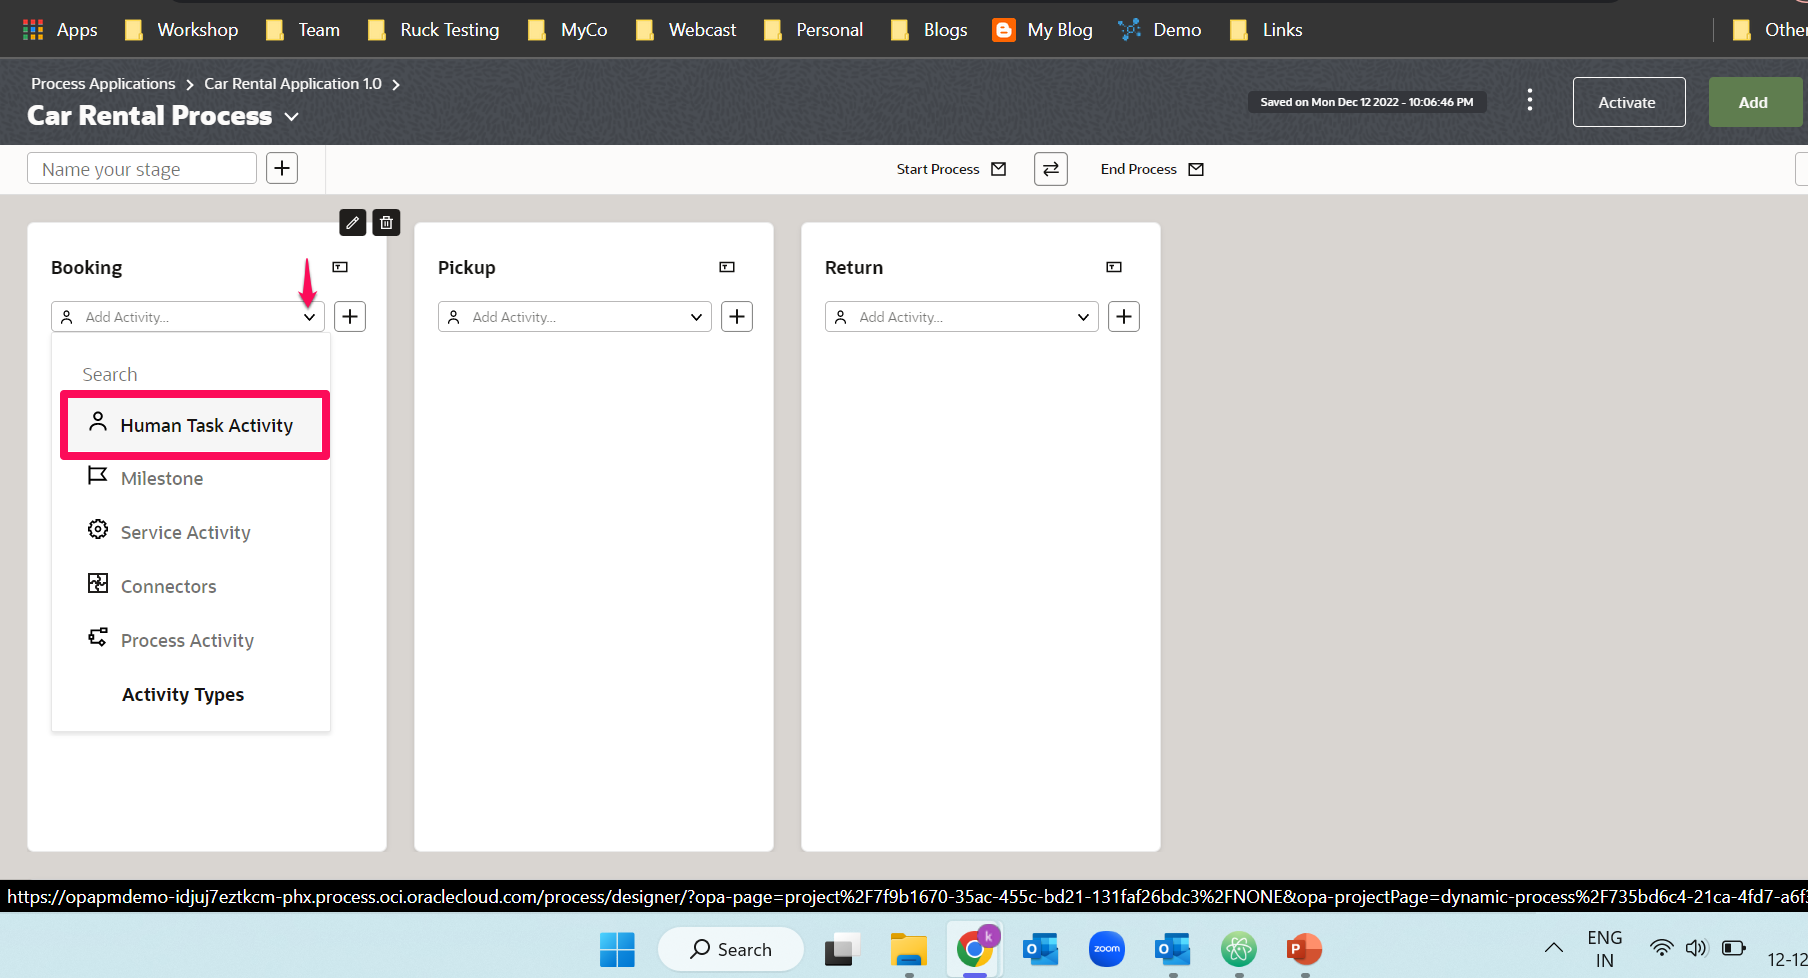 Apps Workshop Team Ruck Testing MyCo Webcast Personal Blogs My Blog Demo Links Other
Process Applications > Car Rental Application 1.0 >
Car Rental Process
Saved on Mon Dec 12 2022 - 10:06:46 PM
Activate
Add
Name your stage
Start Process
End Process
Booking
Pickup
Return
Add Activity...
Add Activity...
Add Activity...
Search
Human Task Activity
Milestone
Service Activity
Connectors
Process Activity
Activity Types
https://opapmdemo-idjuj7eztkcm-phx.process.oci.oraclecloud.com/process/designer/?opa-page=project%2F7f9b1670-35ac-455c-bd21-131faf26bdc3%2FNONE&opa-projectPage=dynamic-process%2F735bd6c4-21ca-4fd7-a6f
Search
k
zoom
ENG
IN
12-12